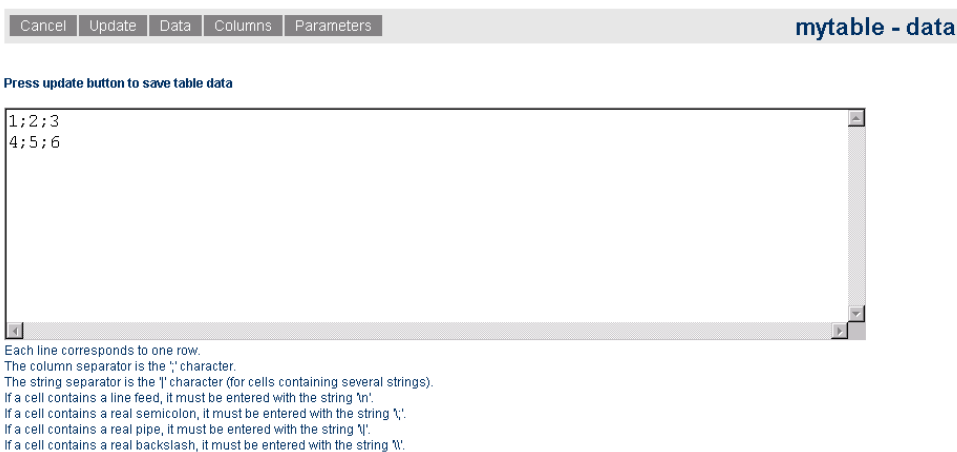 Cancel Update Data Columns Parameters mytable - data
Press update button to save table data
1;2;3
4;5;6
Each line corresponds to one row.
The column separator is the ';' character.
The string separator is the '|' character (for cells containing several strings).
If a cell contains a line feed, it must be entered with the string '\n'.
If a cell contains a real semicolon, it must be entered with the string '\;'.
If a cell contains a real pipe, it must be entered with the string '\|'.
If a cell contains a real backslash, it must be entered with the string '\\'.